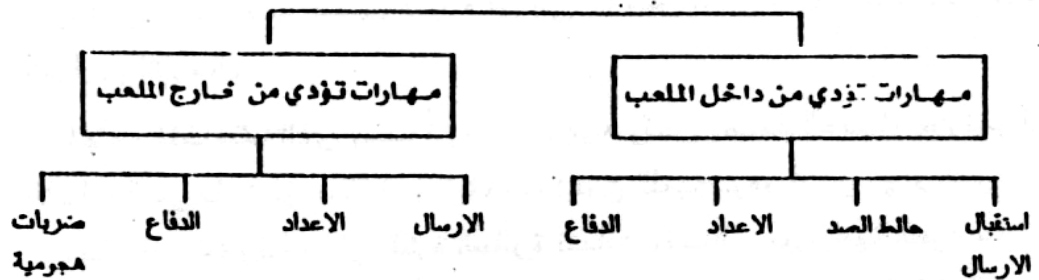 مهارات تؤدي من داخل الملعب
مهارات تؤدي من خارج الملعب
استقبال الارسال
حائط الصد
الاعداد
الدفاع
الارسال
الاعداد
الدفاع
ضربات هجومية